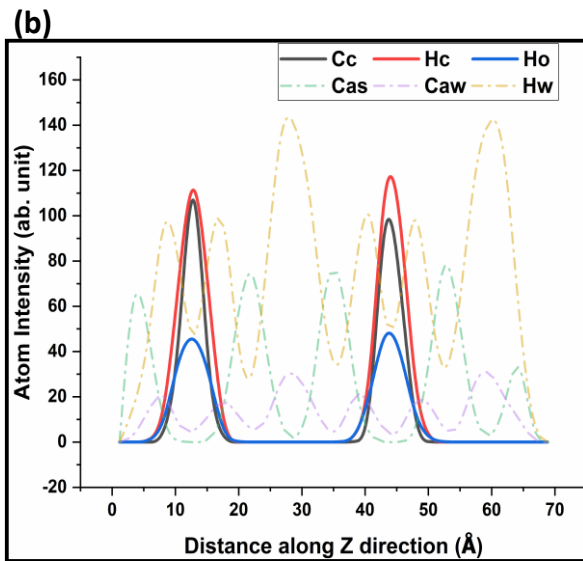 (b)
Cc Hc Ho
Cas Caw Hw
Atom Intensity (ab. unit)
160
140
120
100
80
60
40
20
0
-20
0 10 20 30 40 50 60 70
Distance along Z direction (Å)